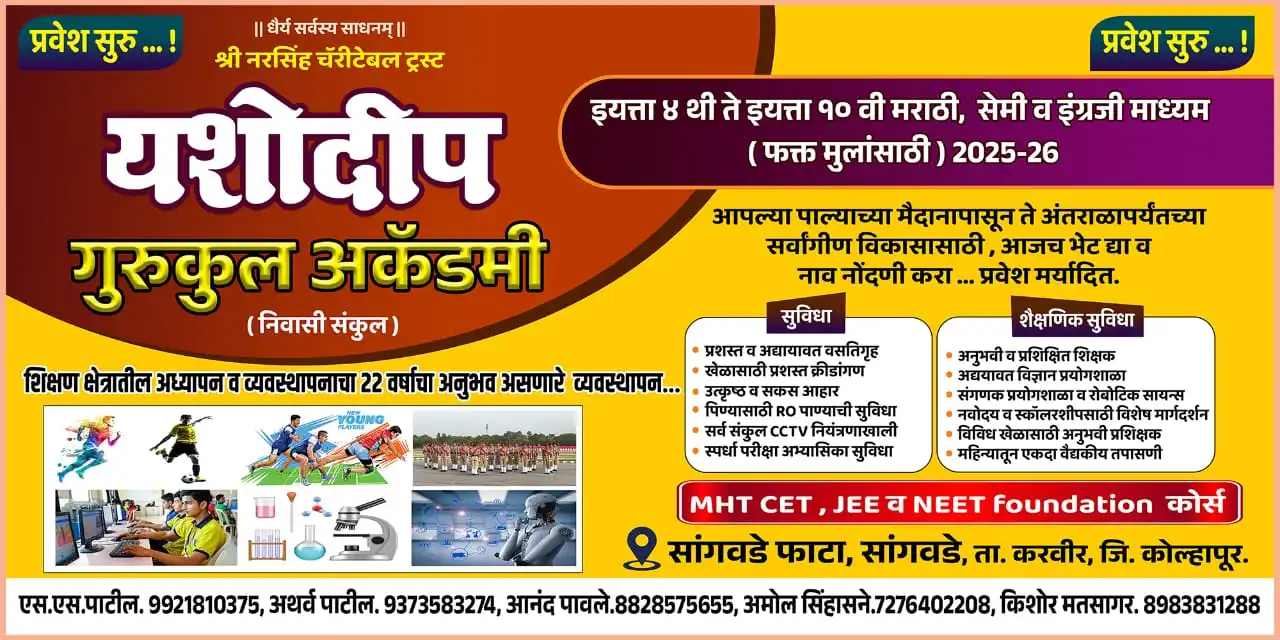 प्रवेश सुरु ... !
|| धैर्य सर्वस्य साधनम् ||
श्री नरसिंह चॅरीटेबल ट्रस्ट
यशोदीप
गुरुकुल अकॅडमी
( निवासी संकुल )
शिक्षण क्षेत्रातील अध्यापन व व्यवस्थापनाचा 22 वर्षाचा अनुभव असणारे व्यवस्थापन...
NEW
YOUNG
PLAYERS
प्रवेश सुरु ... !
इयत्ता ४ थी ते इयत्ता १० वी मराठी, सेमी व इंग्रजी माध्यम
( फक्त मुलांसाठी ) 2025-26
आपल्या पाल्याच्या मैदानापासून ते अंतराळापर्यंतच्या
सर्वांगीण विकासासाठी , आजच भेट द्या व
नाव नोंदणी करा ... प्रवेश मर्यादित.
सुविधा
• प्रशस्त व अद्यायावत वसतिगृह
• खेळासाठी प्रशस्त क्रीडांगण
• उत्कृष्ठ व सकस आहार
• पिण्यासाठी RO पाण्याची सुविधा
• सर्व संकुल CCTV नियंत्रणाखाली
• स्पर्धा परीक्षा अभ्यासिका सुविधा
शैक्षणिक सुविधा
• अनुभवी व प्रशिक्षित शिक्षक
• अद्ययावत विज्ञान प्रयोगशाळा
• संगणक प्रयोगशाळा व रोबोटिक सायन्स
• नवोदय व स्कॉलरशीपसाठी विशेष मार्गदर्शन
• विविध खेळासाठी अनुभवी प्रशिक्षक
• महिन्यातून एकदा वैद्यकीय तपासणी
MHT CET , JEE व NEET foundation कोर्स
सांगवडे फाटा, सांगवडे, ता. करवीर, जि. कोल्हापूर.
एस.एस.पाटील. 9921810375, अथर्व पाटील. 9373583274, आनंद पावले.8828575655, अमोल सिंहासने.7276402208, किशोर मतसागर. 8983831288